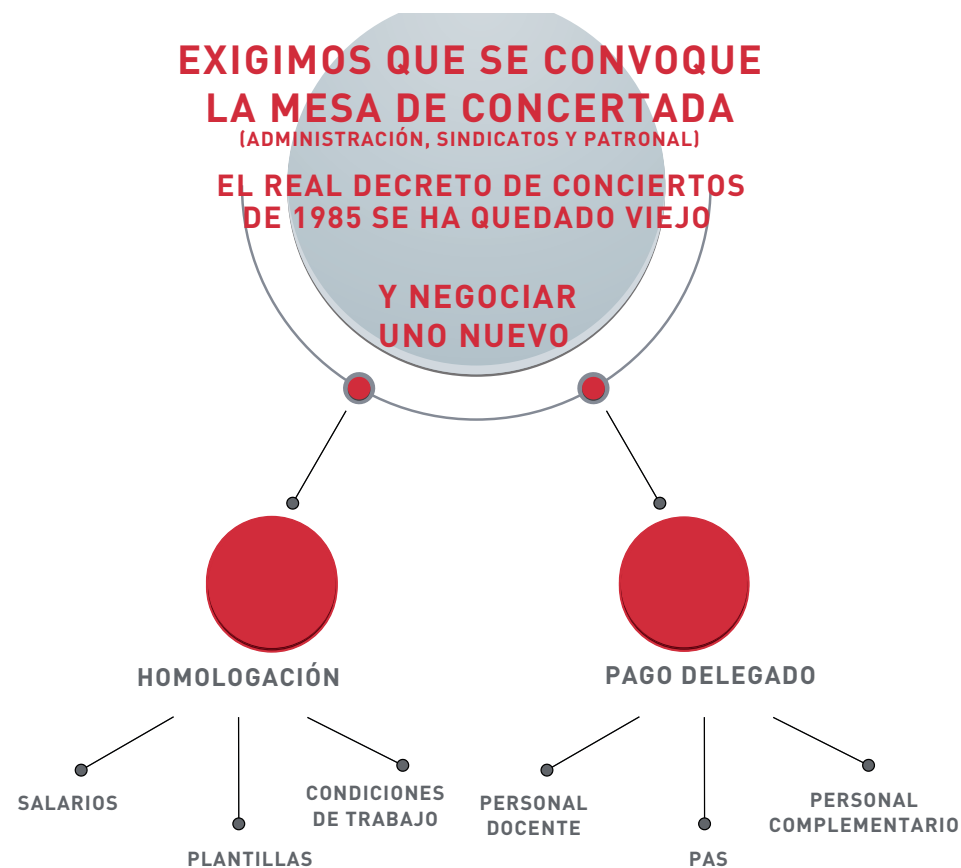 EXIGIMOS QUE SE CONVOQUE
LA MESA DE CONCERTADA
(ADMINISTRACIÓN, SINDICATOS Y PATRONAL)
EL REAL DECRETO DE CONCIERTOS
DE 1985 SE HA QUEDADO VIEJO
Y NEGOCIAR
UNO NUEVO
HOMOLOGACIÓN
SALARIOS
PLANTILLAS
CONDICIONES
DE TRABAJO
PAGO DELEGADO
PERSONAL
DOCENTE
PAS
PERSONAL
COMPLEMENTARIO